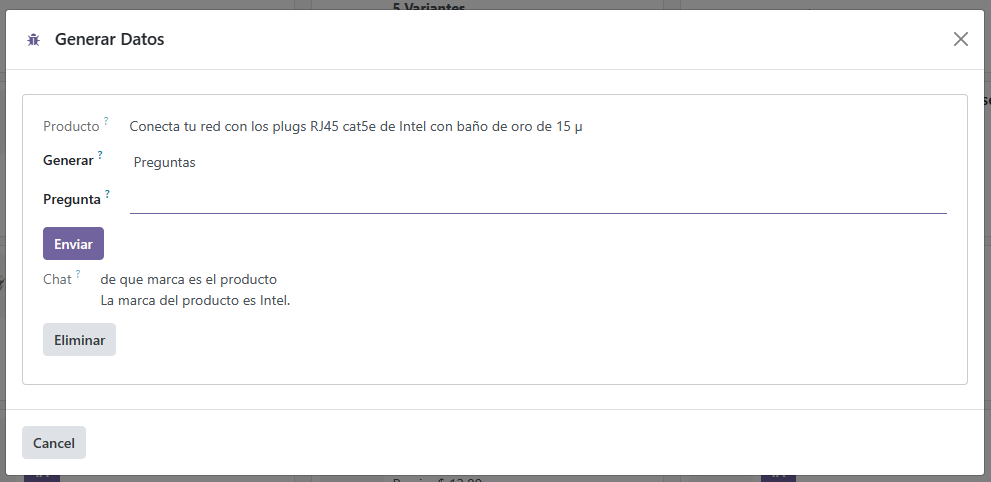 5 Variantes
Generar Datos
Producto ? Conecta tu red con los plugs RJ45 cat5e de Intel con baño de oro de 15 µ
Generar ? Preguntas
Pregunta ?
Enviar
Chat ? de que marca es el producto
La marca del producto es Intel.
Eliminar
Cancel